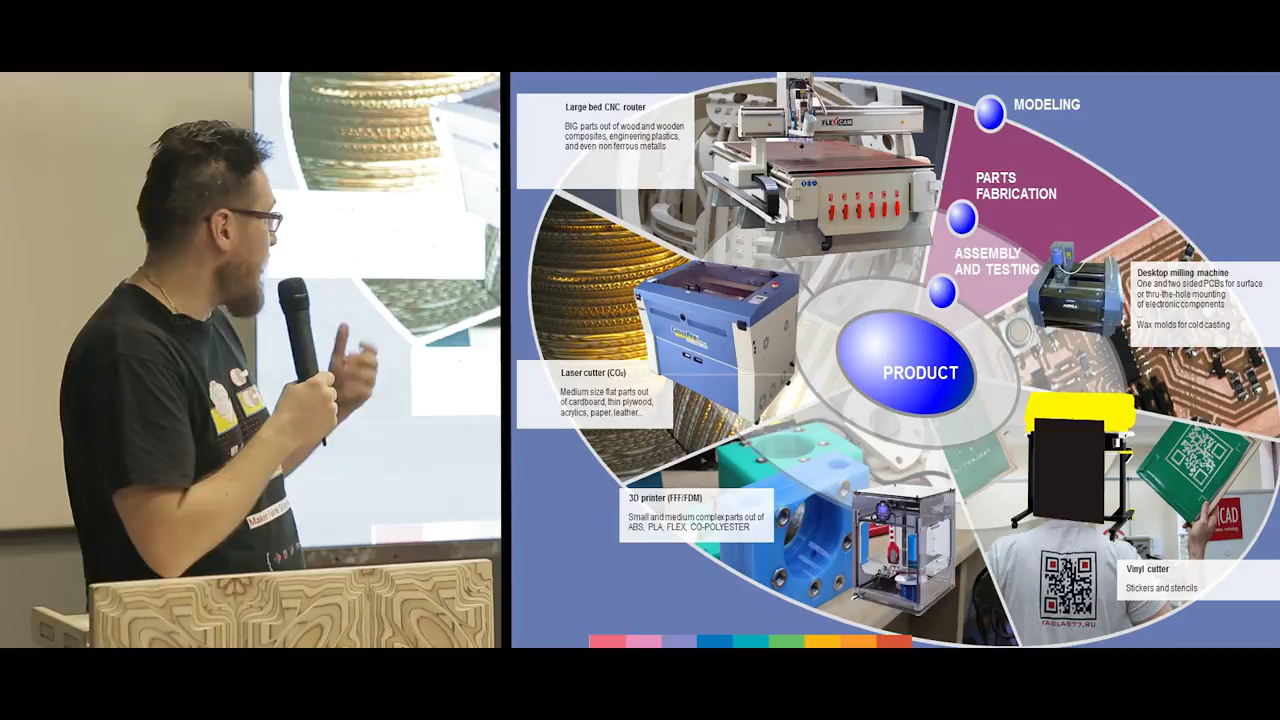 Large bed CNC router
BIG parts out of wood and wooden
composites, engineering plastics,
and even non ferrous metalls
FLEXICAM
MODELING
PARTS
FABRICATION
ASSEMBLY
AND TESTING
PRODUCT
Desktop milling machine
One and two sided PCBs for surface
or thru-the-hole mounting
of electronic components
Wax molds for cold casting
Laser cutter (CO₂)
Medium size flat parts out
of cardboard, thin plywood,
acrylics, paper, leather...
3D printer (FFF/FDM)
Small and medium complex parts out of
ABS, PLA, FLEX, CO-POLYESTER
CAD
Vinyl cutter
Stickers and stencils
FABLAB77.RU